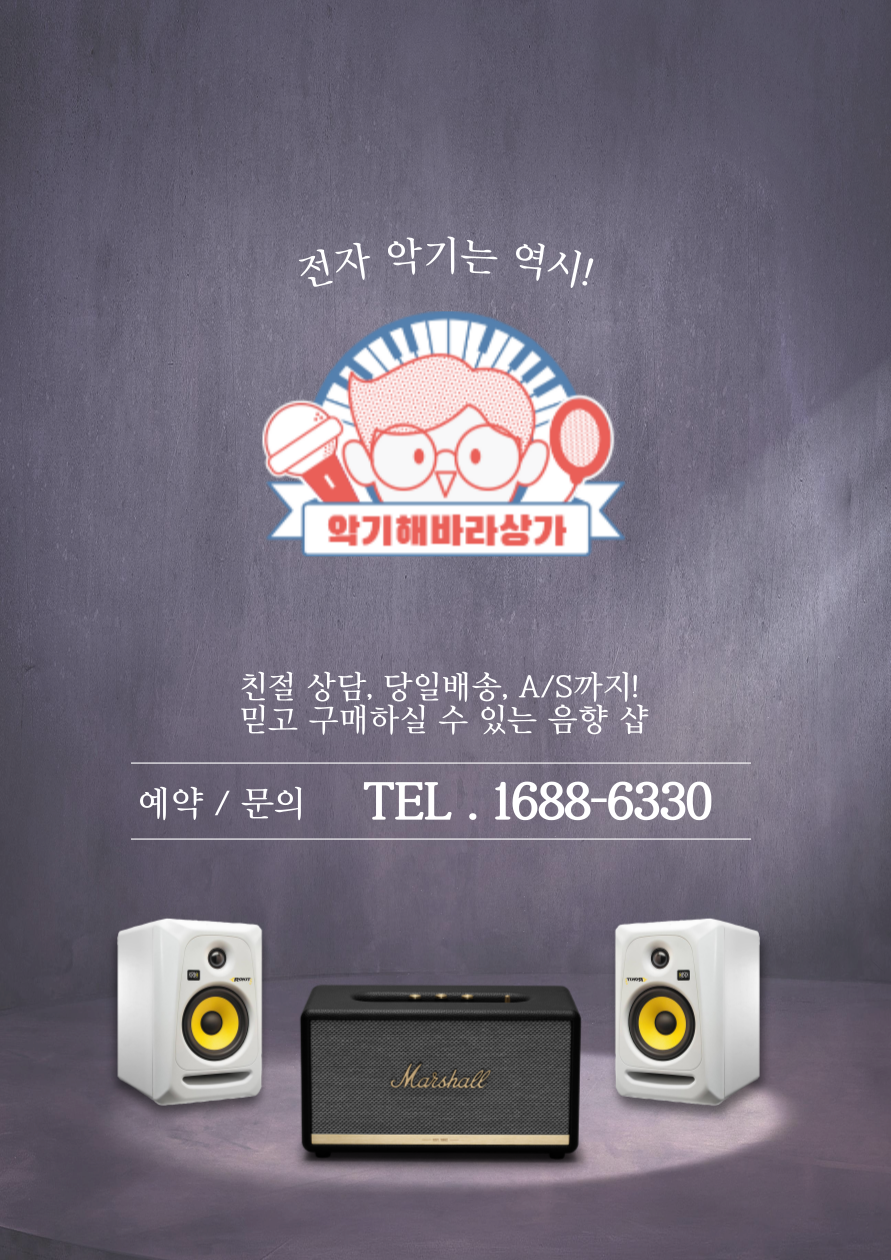 전자 악기는 역시!
악기해바라상가
친절 상담, 당일배송, A/S까지!
믿고 구매하실 수 있는 음향 샵
예약 / 문의 TEL . 1688-6330
Marshall